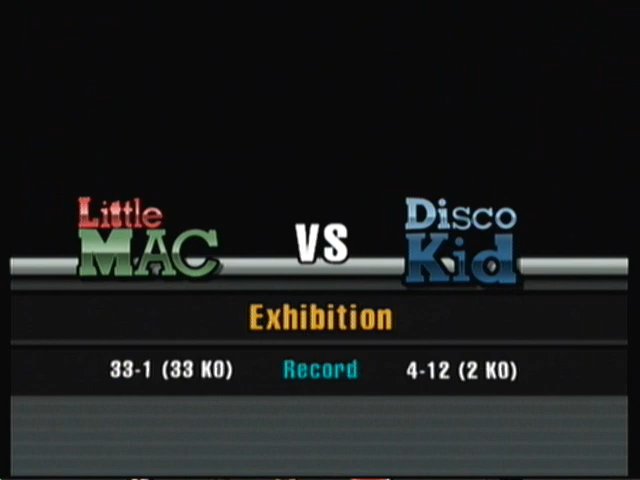 Little MAC VS Disco Kid
Exhibition
33-1 (33 KO) Record 4-12 (2 KO)